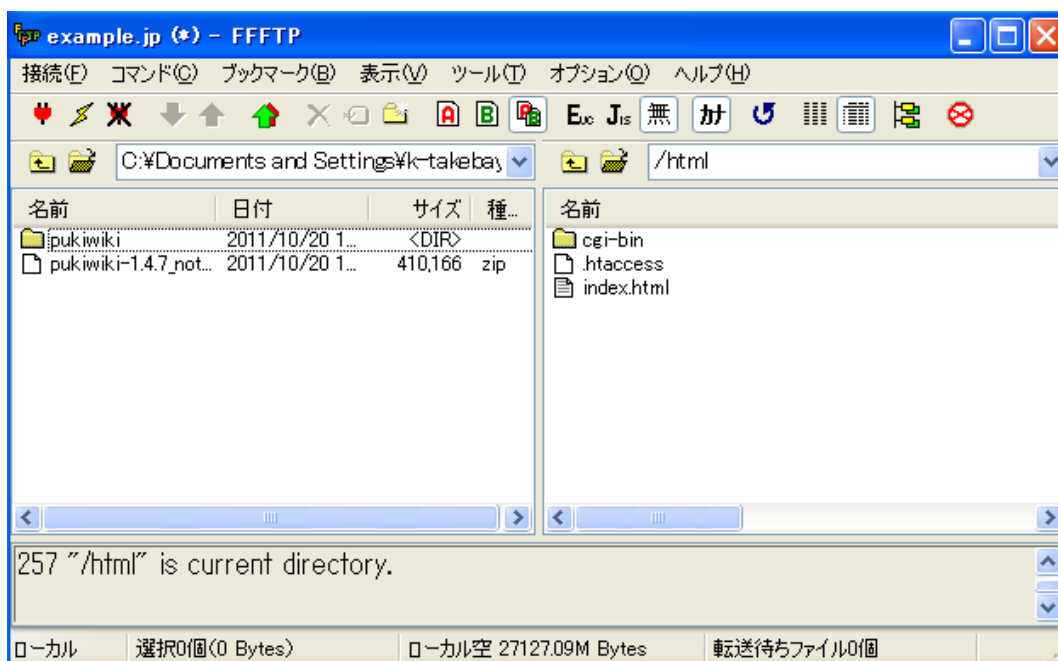 example.jp (*) - FFFTP
接続(F) コマンド(C) ブックマーク(B) 表示(V) ツール(T) オプション(O) ヘルプ(H)
A B EUC JIS 無 カナ
C:¥Documents and Settings¥k-takebay /html
名前 日付 サイズ 種... 名前
pukiwiki 2011/10/20 1... <DIR> cgi-bin
pukiwiki-1.4.7_not... 2011/10/20 1... 410,166 zip .htaccess
index.html
257 "/html" is current directory.
ローカル 選択0個(0 Bytes) ローカル空 27127.09M Bytes 転送待ちファイル0個